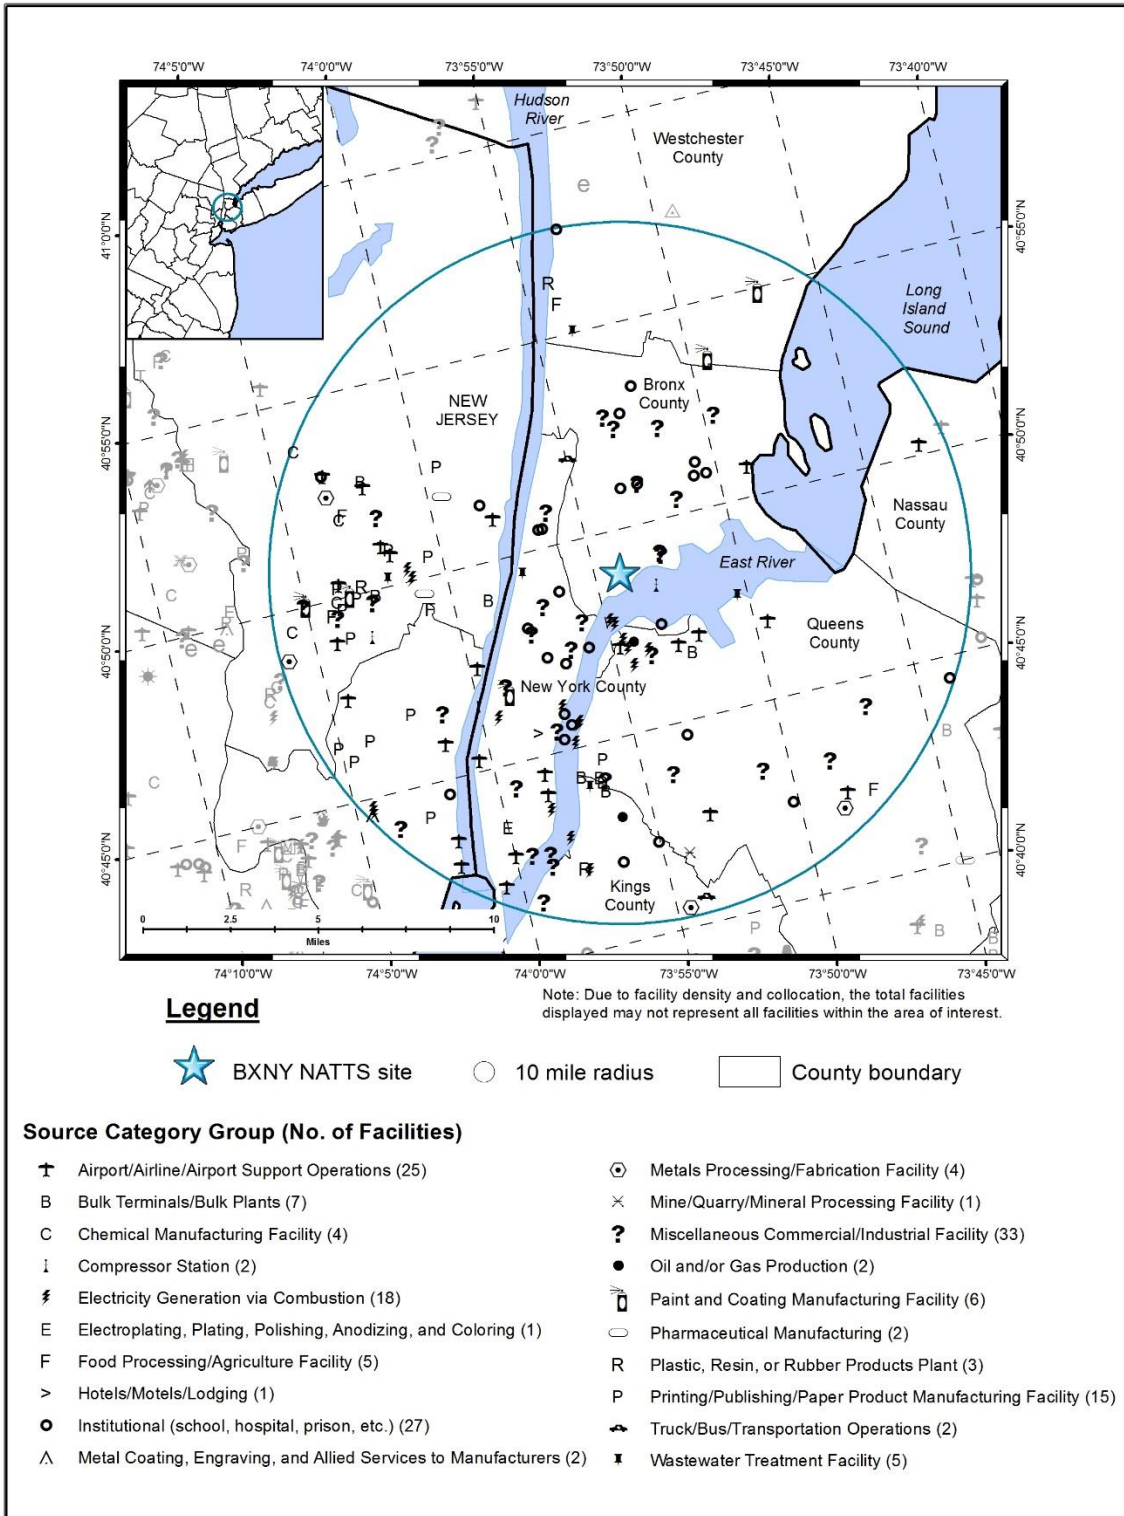 74°5'0"W 74°0'0"W 73°55'0"W 73°50'0"W 73°45'0"W 73°40'0"W
Hudson
River
Westchester
County
41°0'0"N
40°55'0"N
Long
Island
Sound
NEW
JERSEY
Bronx
County
40°55'0"N
40°50'0"N
Nassau
County
East River
Queens
County
40°50'0"N
40°45'0"N
New York County
40°45'0"N
40°40'0"N
Kings
County
0 2.5 5 10
Miles
74°10'0"W 74°5'0"W 74°0'0"W 73°55'0"W 73°50'0"W 73°45'0"W
Legend
Note: Due to facility density and collocation, the total facilities
displayed may not represent all facilities within the area of interest.
BXNY NATTS site 10 mile radius County boundary
Source Category Group (No. of Facilities)
Airport/Airline/Airport Support Operations (25)
B Bulk Terminals/Bulk Plants (7)
C Chemical Manufacturing Facility (4)
Compressor Station (2)
Electricity Generation via Combustion (18)
E Electroplating, Plating, Polishing, Anodizing, and Coloring (1)
F Food Processing/Agriculture Facility (5)
> Hotels/Motels/Lodging (1)
Institutional (school, hospital, prison, etc.) (27)
Metal Coating, Engraving, and Allied Services to Manufacturers (2)
Metals Processing/Fabrication Facility (4)
Mine/Quarry/Mineral Processing Facility (1)
? Miscellaneous Commercial/Industrial Facility (33)
Oil and/or Gas Production (2)
Paint and Coating Manufacturing Facility (6)
Pharmaceutical Manufacturing (2)
R Plastic, Resin, or Rubber Products Plant (3)
P Printing/Publishing/Paper Product Manufacturing Facility (15)
Truck/Bus/Transportation Operations (2)
Wastewater Treatment Facility (5)